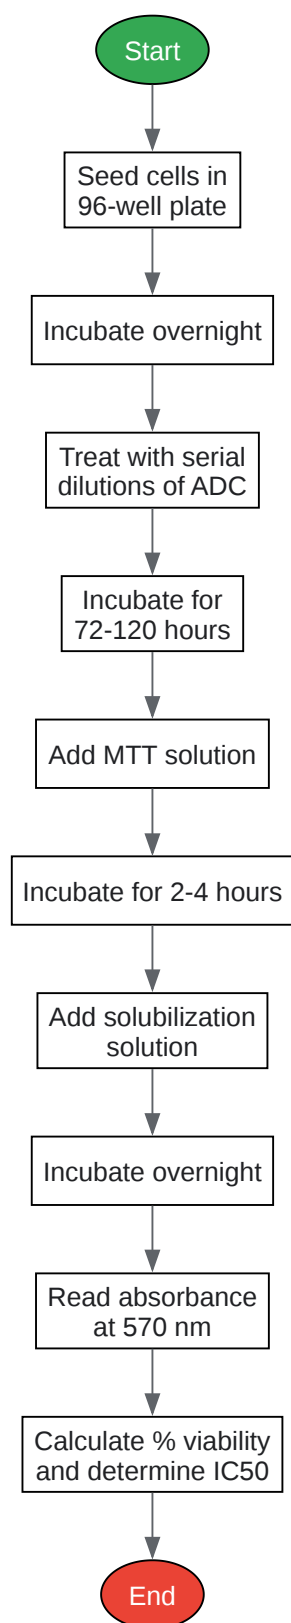 Start
Seed cells in
96-well plate
Incubate overnight
Treat with serial
dilutions of ADC
Incubate for
72-120 hours
Add MTT solution
Incubate for 2-4 hours
Add solubilization
solution
Incubate overnight
Read absorbance
at 570 nm
Calculate % viability
and determine IC50
End